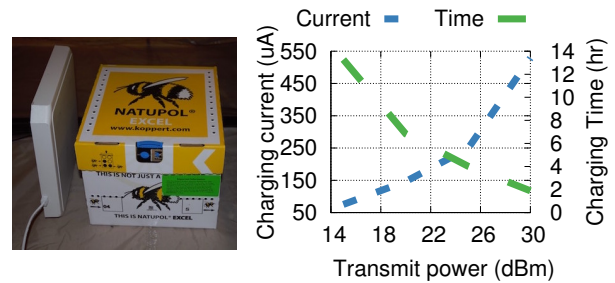 NATUPOL®
EXCEL
www.koppert.com
THIS IS NOT JUST A
THIS IS NATUPOL® EXCEL
Current
Time
Charging current (uA)
550
450
350
250
150
50
14
18
22
26
30
Transmit power (dBm)
14
12
10
8
6
4
2
0
Charging Time (hr)